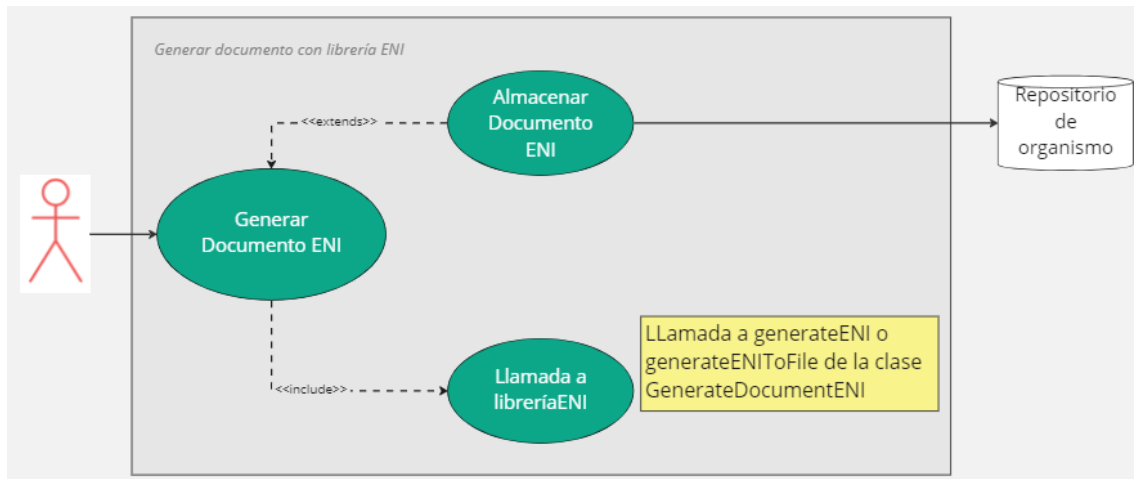 Generar documento con librería ENI
Almacenar
Documento
ENI
Repositorio
de
organismo
<<extends>>
Generar
Documento ENI
LLamada a generateENI o
generateENIToFile de la clase
GenerateDocumentENI
Llamada a
libreríaENI
<<include>>